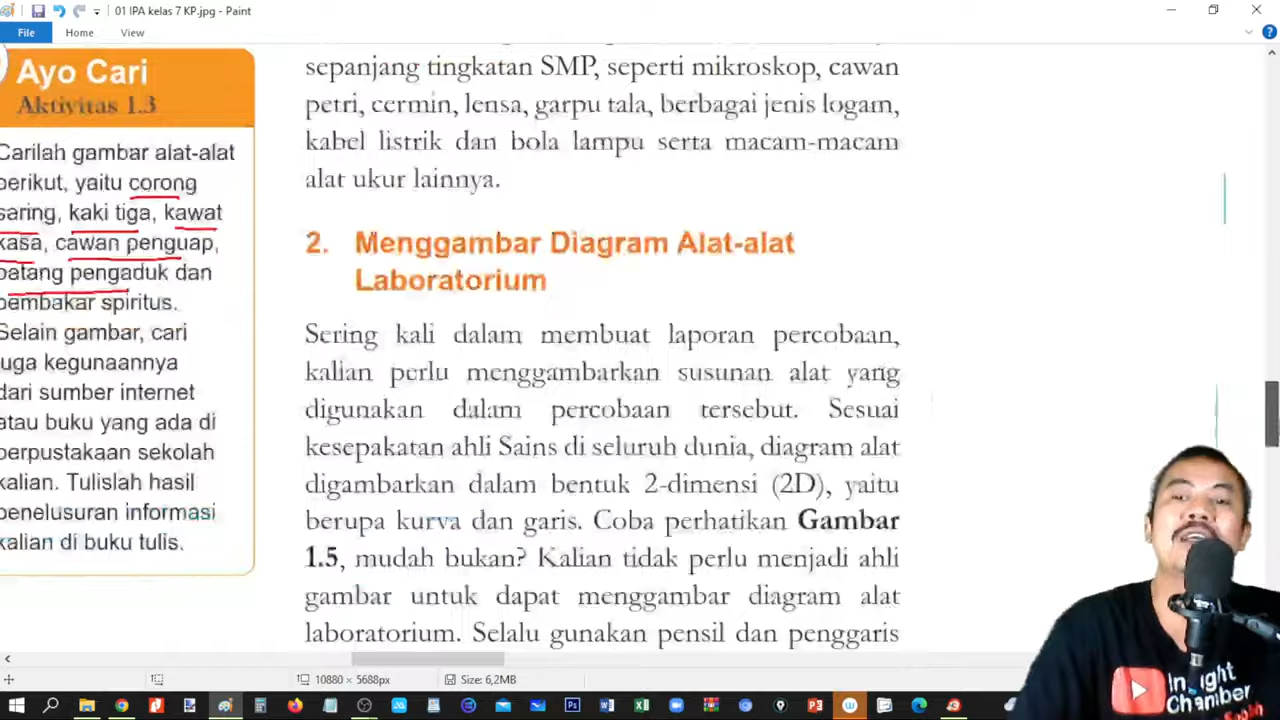 01 IPA kelas 7 KP.jpg - Paint
File
Home
View
Ayo Cari
Aktivitas 1.3
Carilah gambar alat-alat
berikut, yaitu corong
saring, kaki tiga, kawat
kasa, cawan penguap,
batang pengaduk dan
pembakar spiritus.
Selain gambar, cari
juga kegunaannya
dari sumber internet
atau buku yang ada di
perpustakaan sekolah
kalian. Tulislah hasil
penelusuran informasi
kalian di buku tulis.
sepanjang tingkatan SMP, seperti mikroskop, cawan
petri, cermin, lensa, garpu tala, berbagai jenis logam,
kabel listrik dan bola lampu serta macam-macam
alat ukur lainnya.
2. Menggambar Diagram Alat-alat
Laboratorium
Sering kali dalam membuat laporan percobaan,
kalian perlu menggambarkan susunan alat yang
digunakan dalam percobaan tersebut. Sesuai
kesepakatan ahli Sains di seluruh dunia, diagram alat
digambarkan dalam bentuk 2-dimensi (2D), yaitu
berupa kurva dan garis. Coba perhatikan Gambar
1.5, mudah bukan? Kalian tidak perlu menjadi ahli
gambar untuk dapat menggambar diagram alat
laboratorium. Selalu gunakan pensil dan penggaris
10880 × 5688px
Size: 6,2MB
Chamber